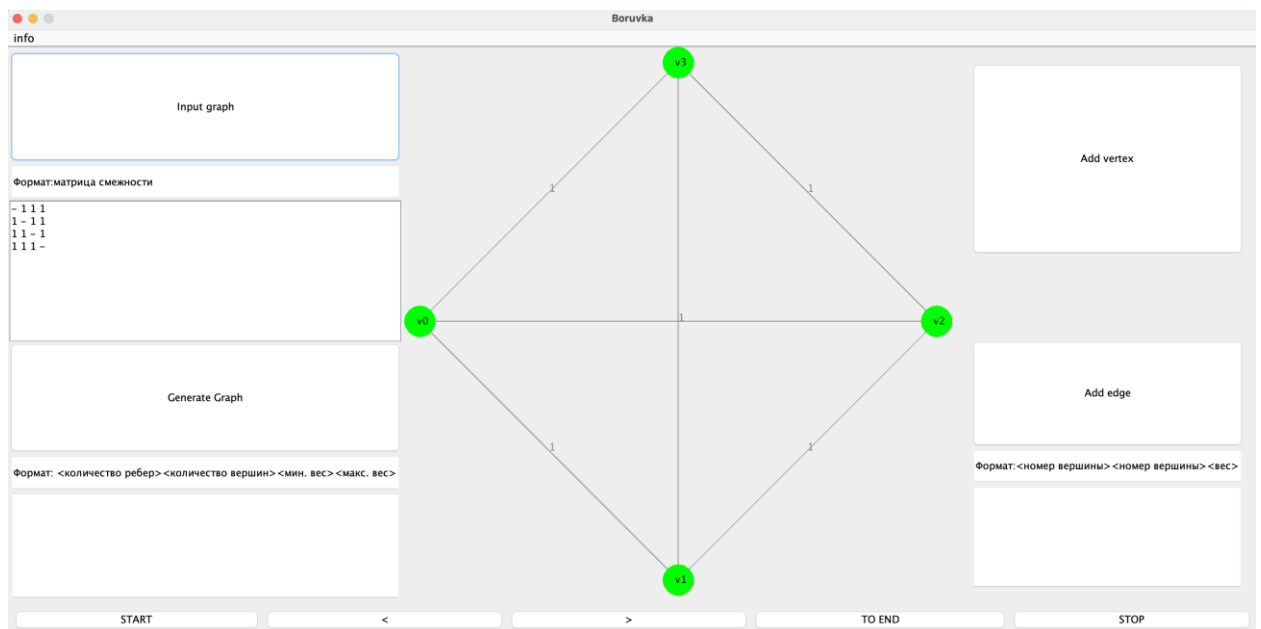 Boruvka
info
Input graph
Формат:матрица смежности
- 1 1 1
1 - 1 1
1 1 - 1
1 1 1 -
Generate Graph
Формат: <количество ребер><количество вершин><мин. вес><макс. вес>
v3
1
1
v0
1
v2
1
1
v1
Add vertex
Add edge
Формат:<номер вершины><номер вершины><вес>
START
<
>
TO END
STOP